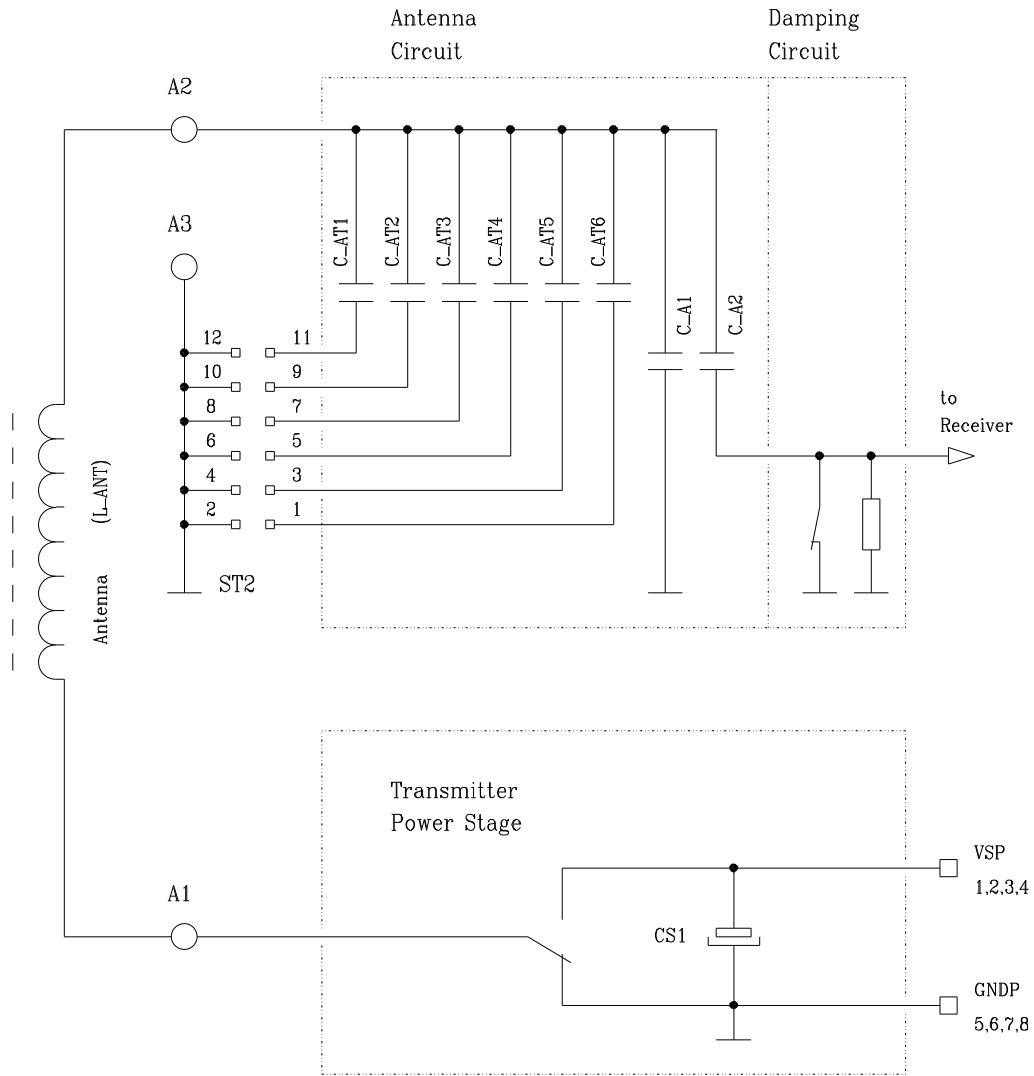 Antenna
Circuit
Damping
Circuit
A2
A3
C_AT1
C_AT2
C_AT3
C_AT4
C_AT5
C_AT6
C_A1
C_A2
12
11
10
9
8
7
6
5
4
3
2
1
ST2
to
Receiver
Antenna (L_ANT)
Transmitter
Power Stage
A1
CS1
VSP
1,2,3,4
GNDP
5,6,7,8